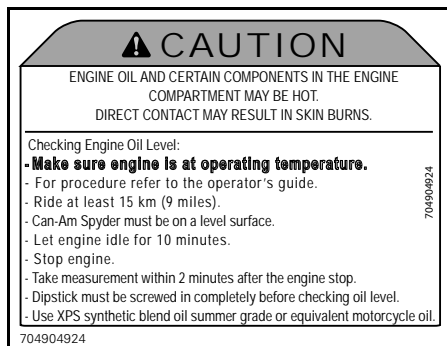 CAUTION
ENGINE OIL AND CERTAIN COMPONENTS IN THE ENGINE
COMPARTMENT MAY BE HOT.
DIRECT CONTACT MAY RESULT IN SKIN BURNS.
Checking Engine Oil Level:
- Make sure engine is at operating temperature.
- For procedure refer to the operator's guide.
- Ride at least 15 km (9 miles).
- Can-Am Spyder must be on a level surface.
- Let engine idle for 10 minutes.
- Stop engine.
- Take measurement within 2 minutes after the engine stop.
- Dipstick must be screwed in completely before checking oil level.
- Use XPS synthetic blend oil summer grade or equivalent motorcycle oil.
704904924
704904924